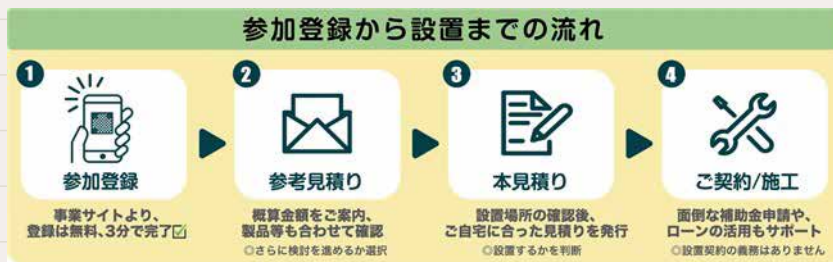 参加登録から設置までの流れ
1
参加登録
事業サイトより、
登録は無料、3分で完了☑
2
参考見積り
概算金額をご案内、
製品等も合わせて確認
○さらに検討を進めるか選択
3
本見積り
設置場所の確認後、
ご自宅に合った見積りを発行
○設置するかを判断
4
ご契約/施工
面倒な補助金申請や、
ローンの活用もサポート
○設置契約の義務はありません